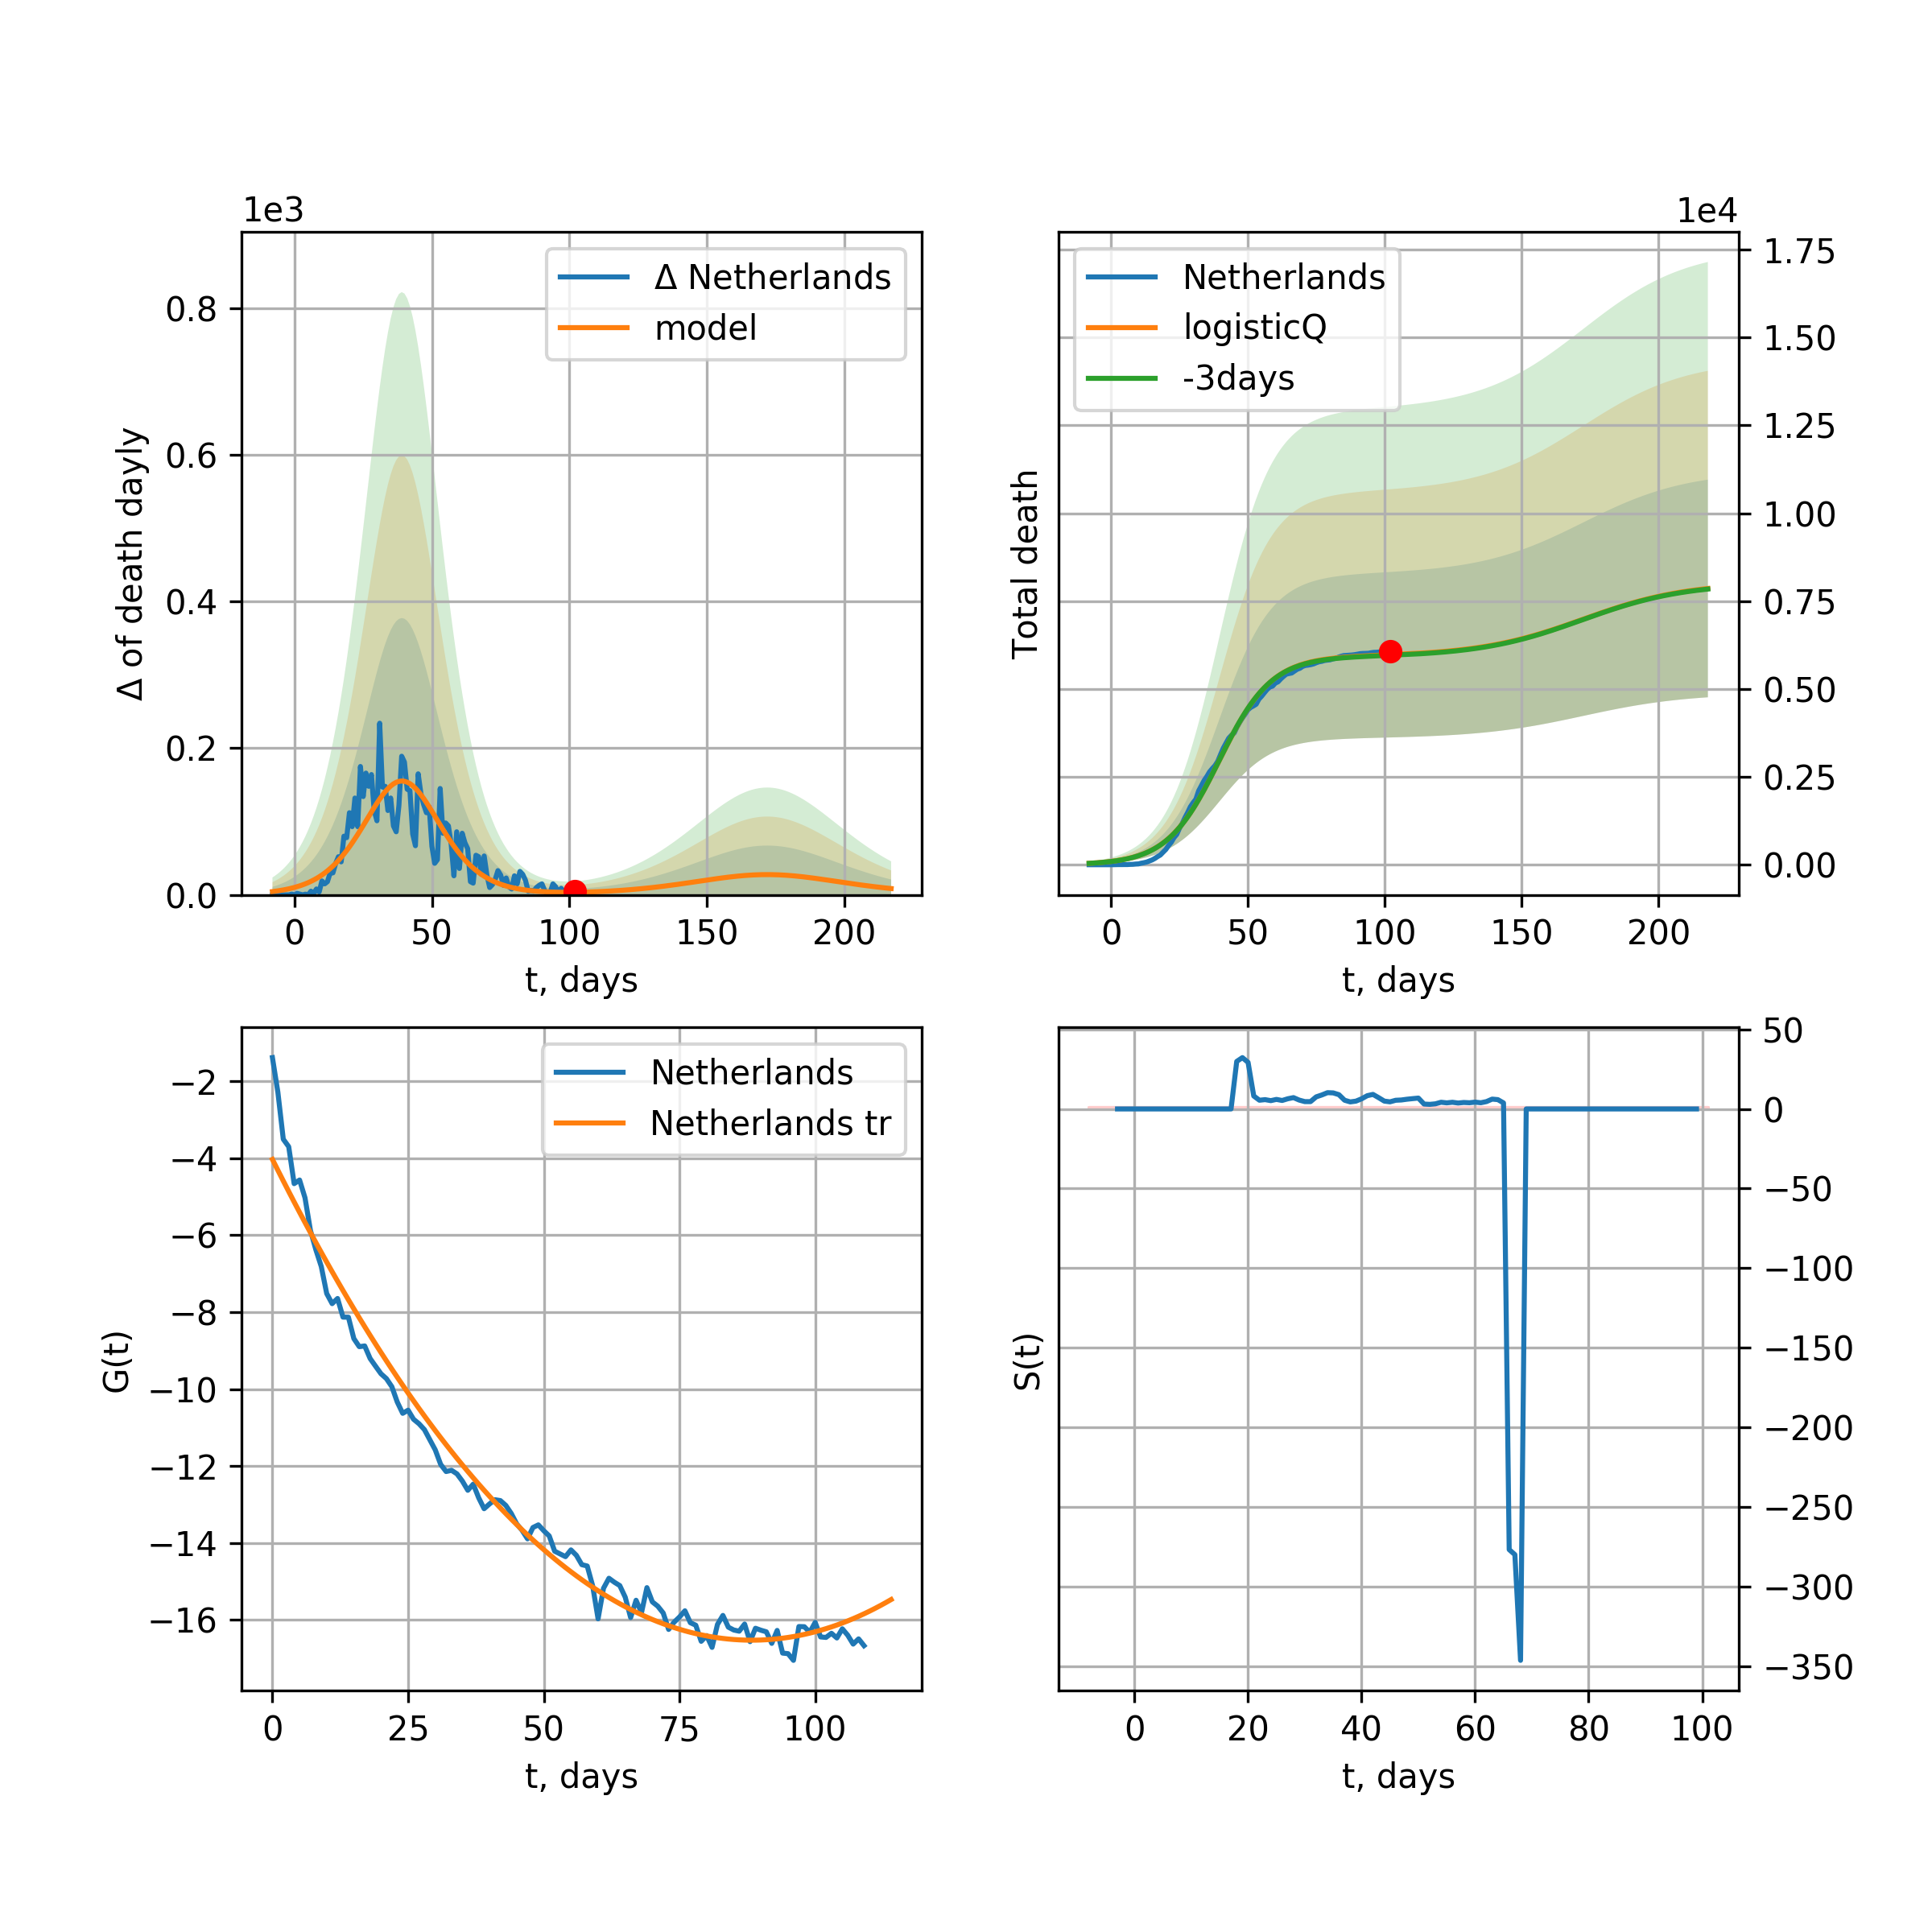 1e3
Δ of death dayly
0.8
0.6
0.4
0.2
0.0
Δ Netherlands
model
0 50 100 150 200
t, days
1e4
Total death
Netherlands
logisticQ
-3days
1.75
1.50
1.25
1.00
0.75
0.50
0.25
0.00
0 50 100 150 200
t, days
G(t)
−2
−4
−6
−8
−10
−12
−14
−16
Netherlands
Netherlands tr
0 25 50 75 100
t, days
S(t)
50
0
−50
−100
−150
−200
−250
−300
−350
0 20 40 60 80 100
t, days